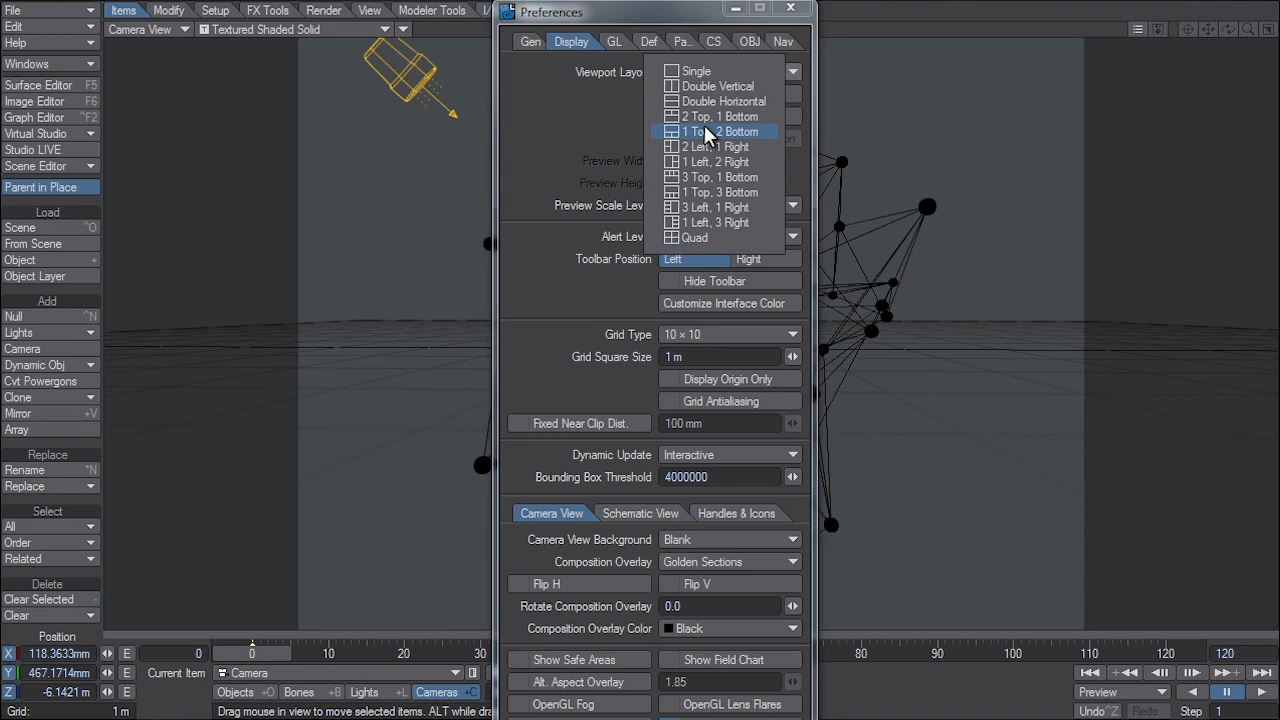 File
Edit
Help
Windows
Surface Editor F5
Image Editor F6
Graph Editor ^F2
Virtual Studio
Studio LIVE
Scene Editor
Parent in Place
Load
Scene ^O
From Scene
Object +
Object Layer
Add
Null ^N
Lights
Camera
Dynamic Obj
Cvt Powergons
Clone
Mirror +V
Array
Replace
Rename
Replace
Select
All
Order
Related
Delete
Clear Selected -
Clear
Position
X 118.3633mm E
Y 467.1714mm E
Z -6.1421 m E
Grid: 1 m
Items Modify Setup FX Tools Render View Modeler Tools
Camera View Textured Shaded Solid
Preferences
Gen Display GL Def Pa... CS OBJ Nav
Viewport Layo
Single
Double Vertical
Double Horizontal
2 Top, 1 Bottom
1 Top, 2 Bottom
2 Left, 1 Right
1 Left, 2 Right
3 Top, 1 Bottom
1 Top, 3 Bottom
3 Left, 1 Right
1 Left, 3 Right
Quad
Preview Wid
Preview Heig
Preview Scale Lev
Alert Lev
Toolbar Position Left Right
Hide Toolbar
Customize Interface Color
Grid Type 10 × 10
Grid Square Size 1 m
Display Origin Only
Grid Antialiasing
Fixed Near Clip Dist. 100 mm
Dynamic Update Interactive
Bounding Box Threshold 4000000
Camera View Schematic View Handles & Icons
Camera View Background Blank
Composition Overlay Golden Sections
Flip H Flip V
Rotate Composition Overlay 0.0
Composition Overlay Color Black
Show Safe Areas Show Field Chart
Alt. Aspect Overlay 1.85
OpenGL Fog OpenGL Lens Flares
0 0 10 20 30 80 90 100 110 120 120
Current Item Camera
Objects +O Bones +B Lights +L Cameras +C
Drag mouse in view to move selected items. ALT while dra
Preview
Undo ^Z Redo Step 1